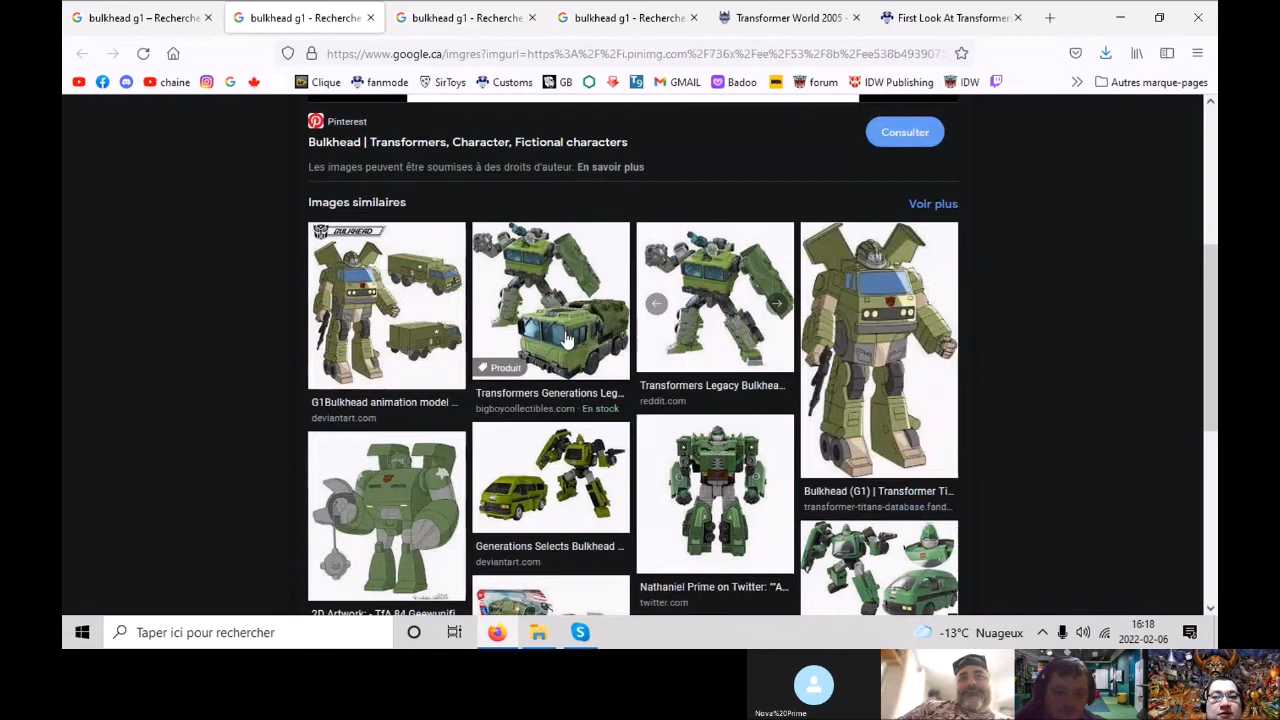 bulkhead g1 – Recherche
bulkhead g1 - Recherche
bulkhead g1 - Recherche
bulkhead g1 - Recherche
Transformer World 2005 -
First Look At Transformer
https://www.google.ca/imgres?imgurl=https%3A%2F%2Fi.pinimg.com%2F736x%2Fee%2F53%2F8b%2Fee538b493907
chaine
Clique
fanmode
SirToys
Customs
GB
GMAIL
Badoo
forum
IDW Publishing
IDW
Autres marque-pages
Pinterest
Bulkhead | Transformers, Character, Fictional characters
Consulter
Les images peuvent être soumises à des droits d'auteur. En savoir plus
Images similaires
Voir plus
BULKHEAD
Produit
G1Bulkhead animation model ...
deviantart.com
Transformers Generations Leg...
bigboycollectibles.com · En stock
Transformers Legacy Bulkhea...
reddit.com
Bulkhead (G1) | Transformer Ti...
transformer-titans-database.fand...
Generations Selects Bulkhead ...
deviantart.com
Nathaniel Prime on Twitter: ""A...
twitter.com
Taper ici pour rechercher
-13°C Nuageux
16:18
2022-02-06
Nova%20Prime